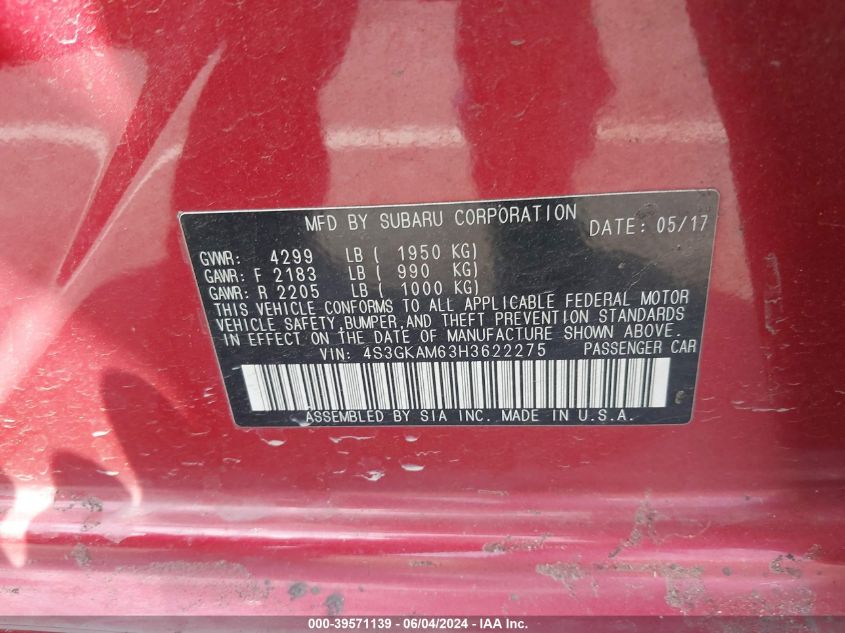 MFD BY SUBARU CORPORATION DATE: 05/17
GVWR: 4299 LB ( 1950 KG)
GAWR: F 2183 LB ( 990 KG)
GAWR: R 2205 LB ( 1000 KG)
THIS VEHICLE CONFORMS TO ALL APPLICABLE FEDERAL MOTOR
VEHICLE SAFETY, BUMPER, AND THEFT PREVENTION STANDARDS
IN EFFECT ON THE DATE OF MANUFACTURE SHOWN ABOVE.
VIN: 4S3GKAM63H3622275 PASSENGER CAR
ASSEMBLED BY SIA INC. MADE IN U.S.A.
000-39571139 - 06/04/2024 - IAA Inc.